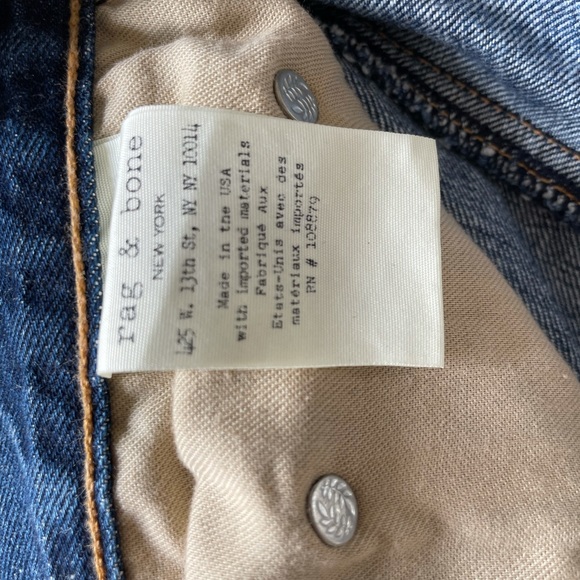 rag & bone
NEW YORK
425 W. 13th St, NY NY 10014
Made in the USA
with imported materials
Fabriqué Aux
Etats-Unis avec des
matériaux importés
RN # 108879